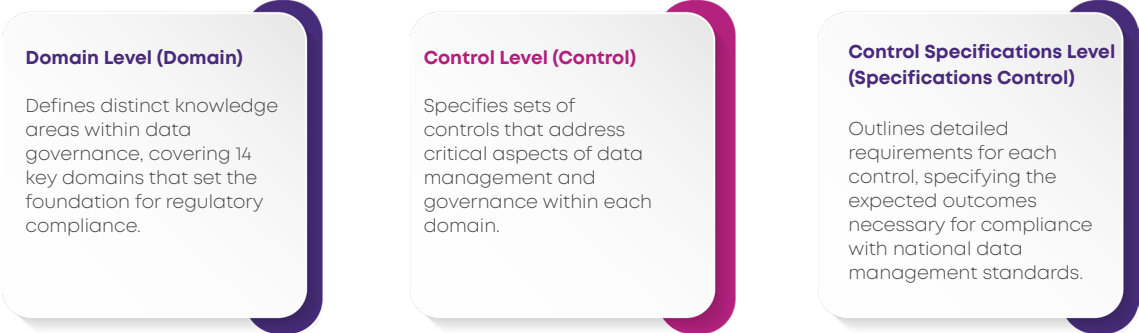 Domain Level (Domain)
Defines distinct knowledge
areas within data
governance, covering 14
key domains that set the
foundation for regulatory
compliance.
Control Level (Control)
Specifies sets of
controls that address
critical aspects of data
management and
governance within each
domain.
Control Specifications Level
(Specifications Control)
Outlines detailed
requirements for each
control, specifying the
expected outcomes
necessary for compliance
with national data
management standards.